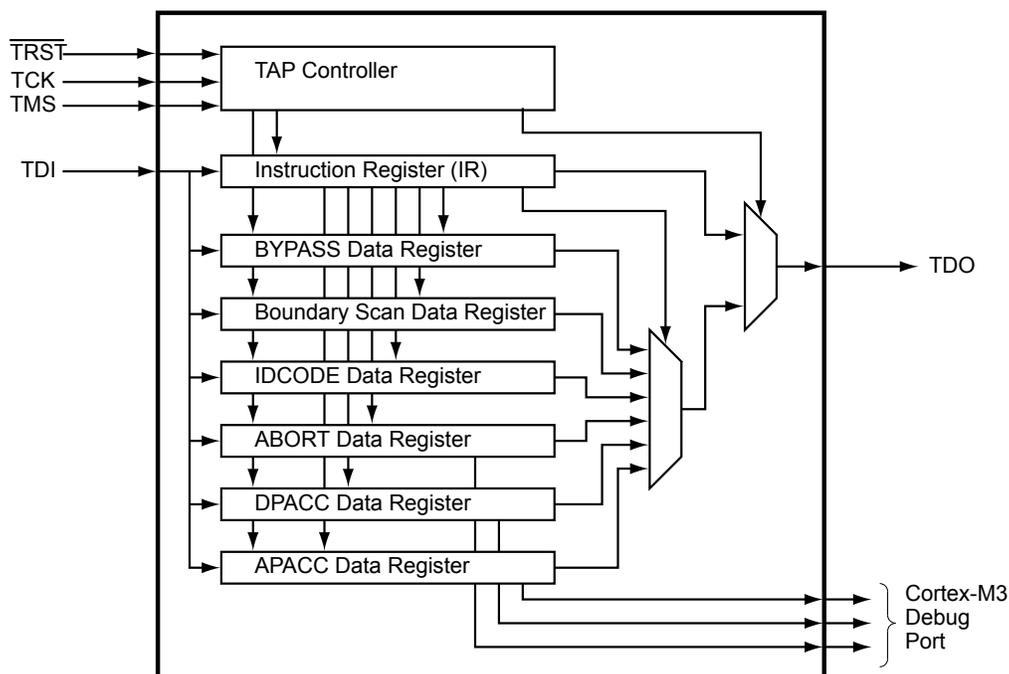 TRST
TCK
TMS
TDI
TAP Controller
Instruction Register (IR)
BYPASS Data Register
Boundary Scan Data Register
IDCODE Data Register
ABORT Data Register
DPACC Data Register
APACC Data Register
TDO
Cortex-M3
Debug
Port